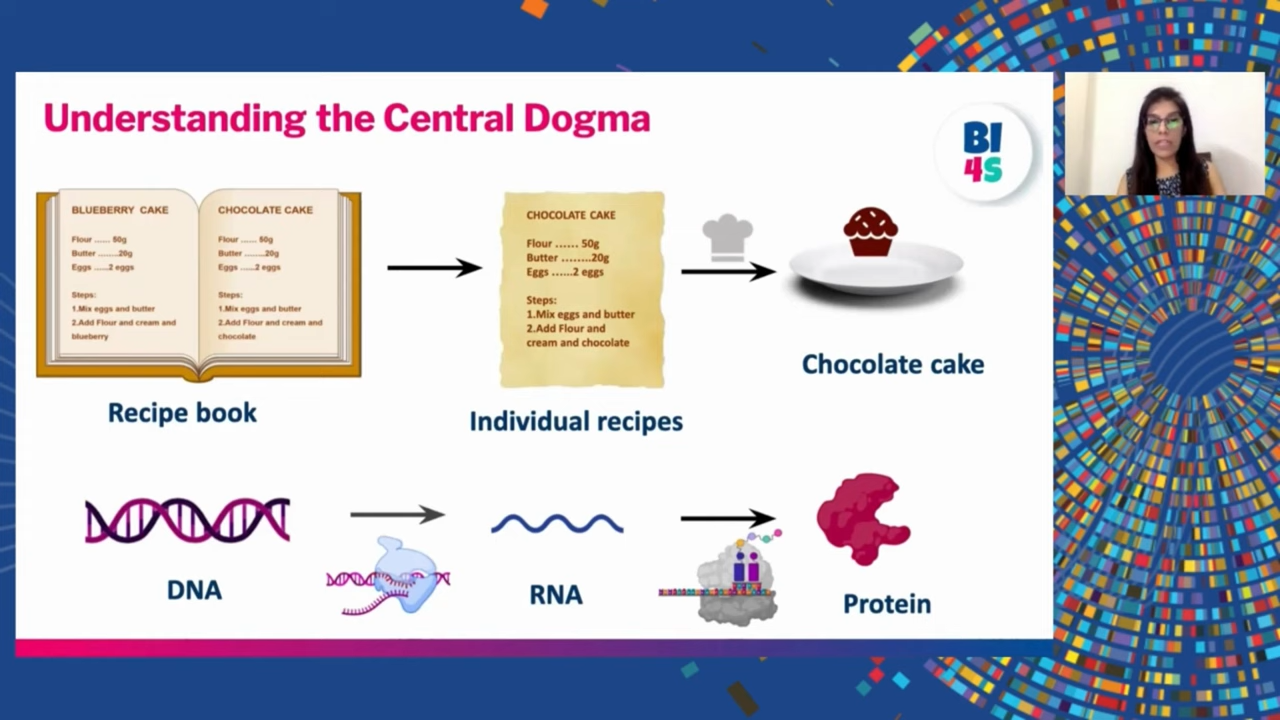 Understanding the Central Dogma
BI
4S
BLUEBERRY CAKE
Flour ...... 50g
Butter ........20g
Eggs ......2 eggs
Steps:
1.Mix eggs and butter
2.Add Flour and cream and
blueberry
CHOCOLATE CAKE
Flour ...... 50g
Butter ........20g
Eggs ......2 eggs
Steps:
1.Mix eggs and butter
2.Add Flour and cream and
chocolate
Recipe book
CHOCOLATE CAKE
Flour ...... 50g
Butter ........20g
Eggs ......2 eggs
Steps:
1.Mix eggs and butter
2.Add Flour and
cream and chocolate
Individual recipes
Chocolate cake
DNA
RNA
Protein